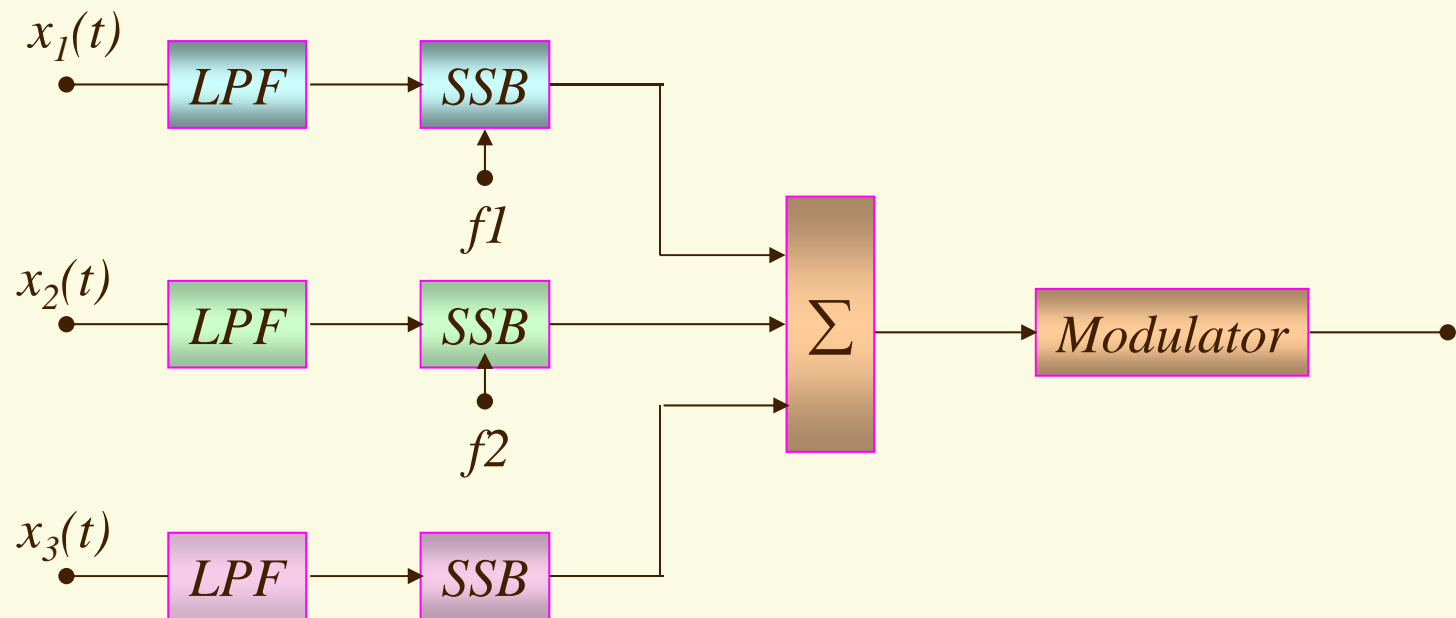 x₁(t)
LPF
SSB
f1
x₂(t)
LPF
SSB
f2
Σ
Modulator
x₃(t)
LPF
SSB